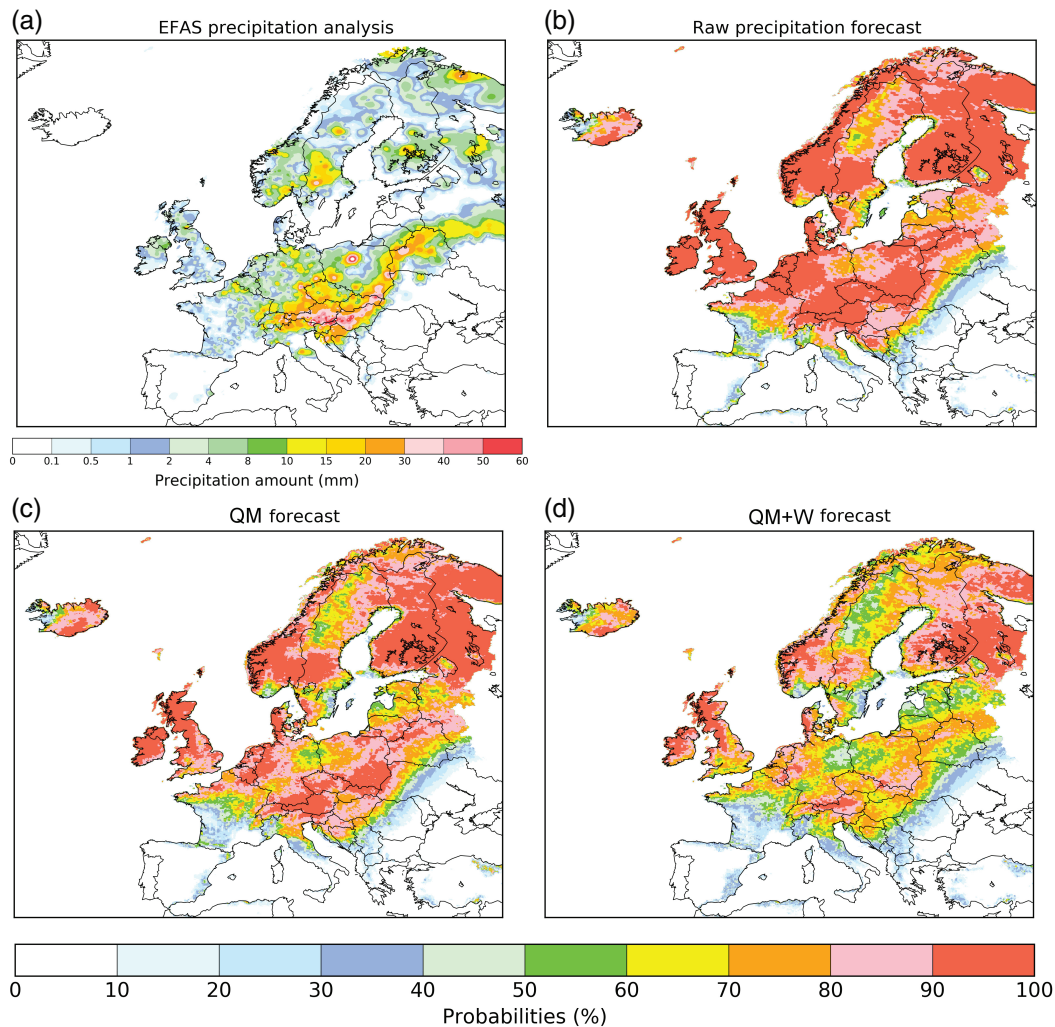 (a)
EFAS precipitation analysis
(b)
Raw precipitation forecast
0 0.1 0.5 1 2 4 8 10 15 20 30 40 50 60
Precipitation amount (mm)
(c)
QM forecast
(d)
QM+W forecast
0 10 20 30 40 50 60 70 80 90 100
Probabilities (%)